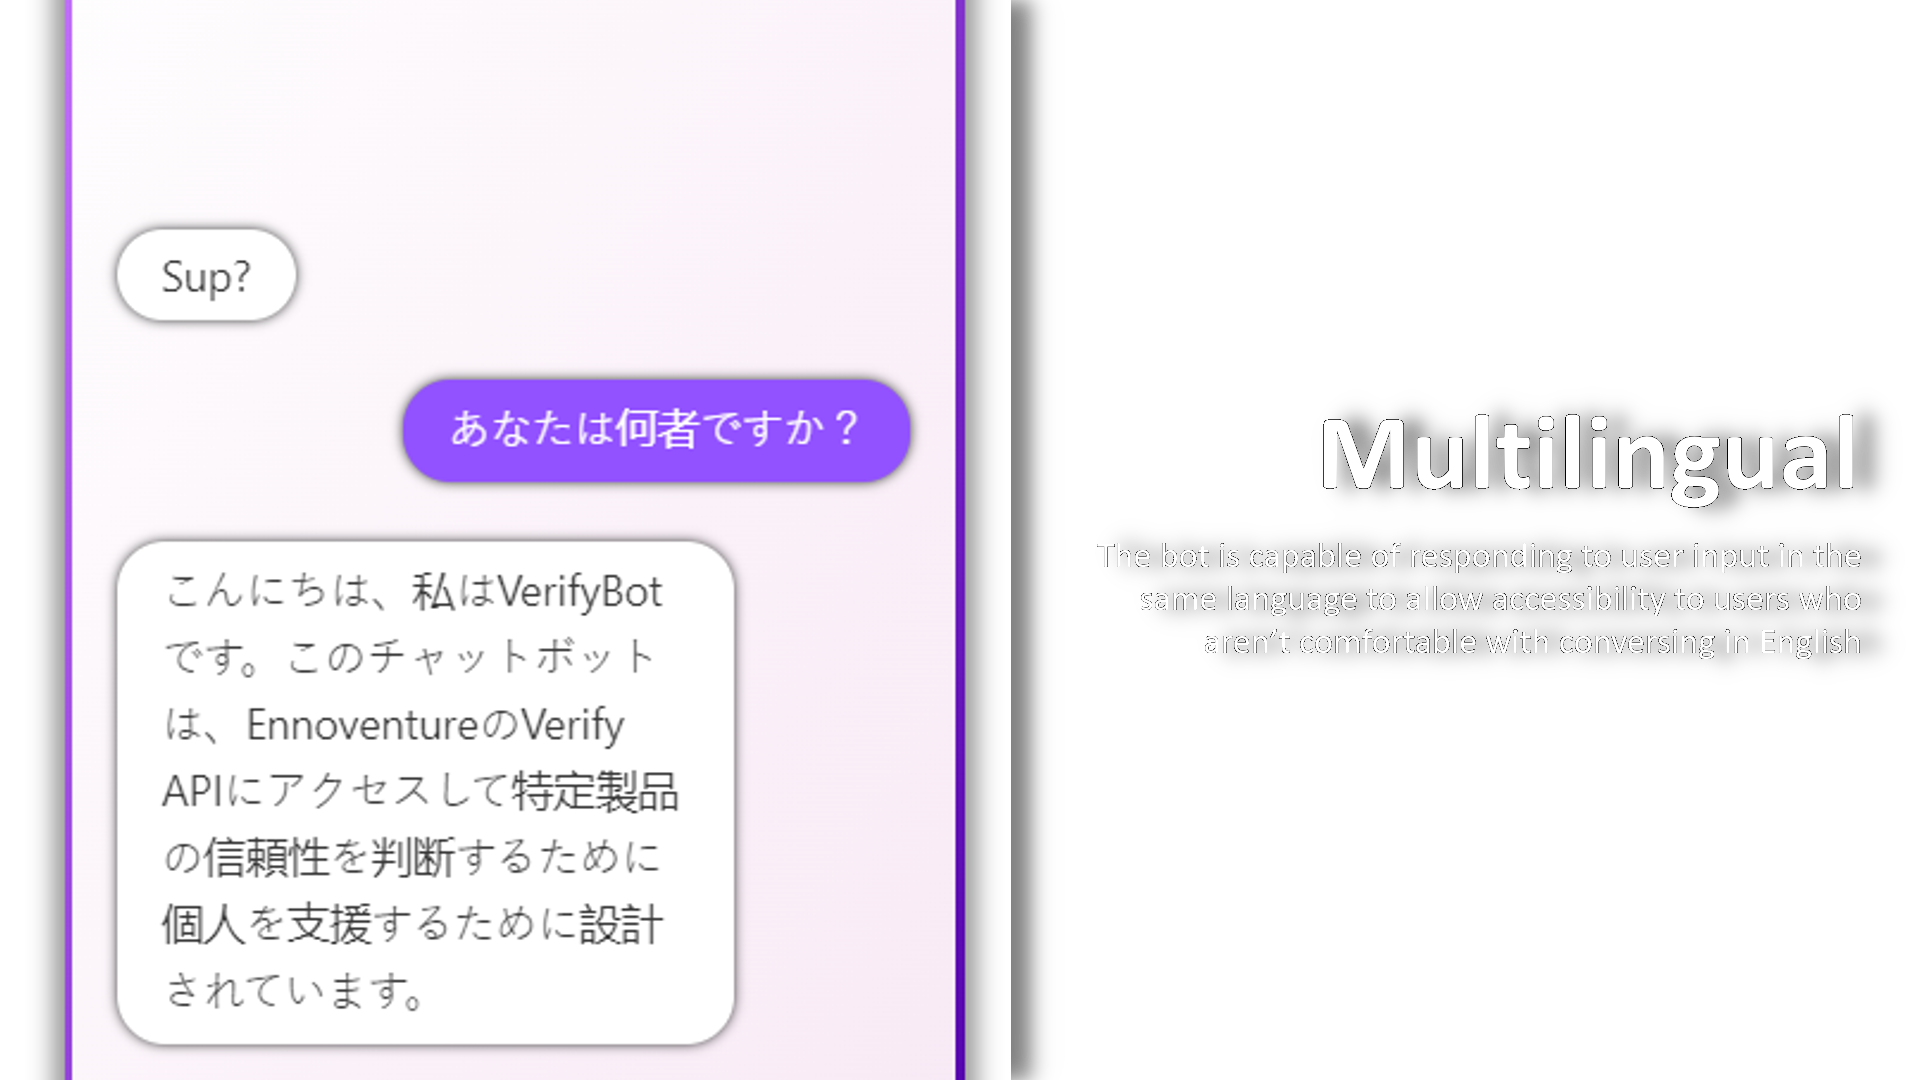 Sup?
あなたは何者ですか？
こんにちは、私はVerifyBot
です。このチャットボット
は、EnnoventureのVerify
APIにアクセスして特定製品
の信頼性を判断するために
個人を支援するために設計
されています。
Multilingual
The bot is capable of responding to user input in the
same language to allow accessibility to users who
aren’t comfortable with conversing in English